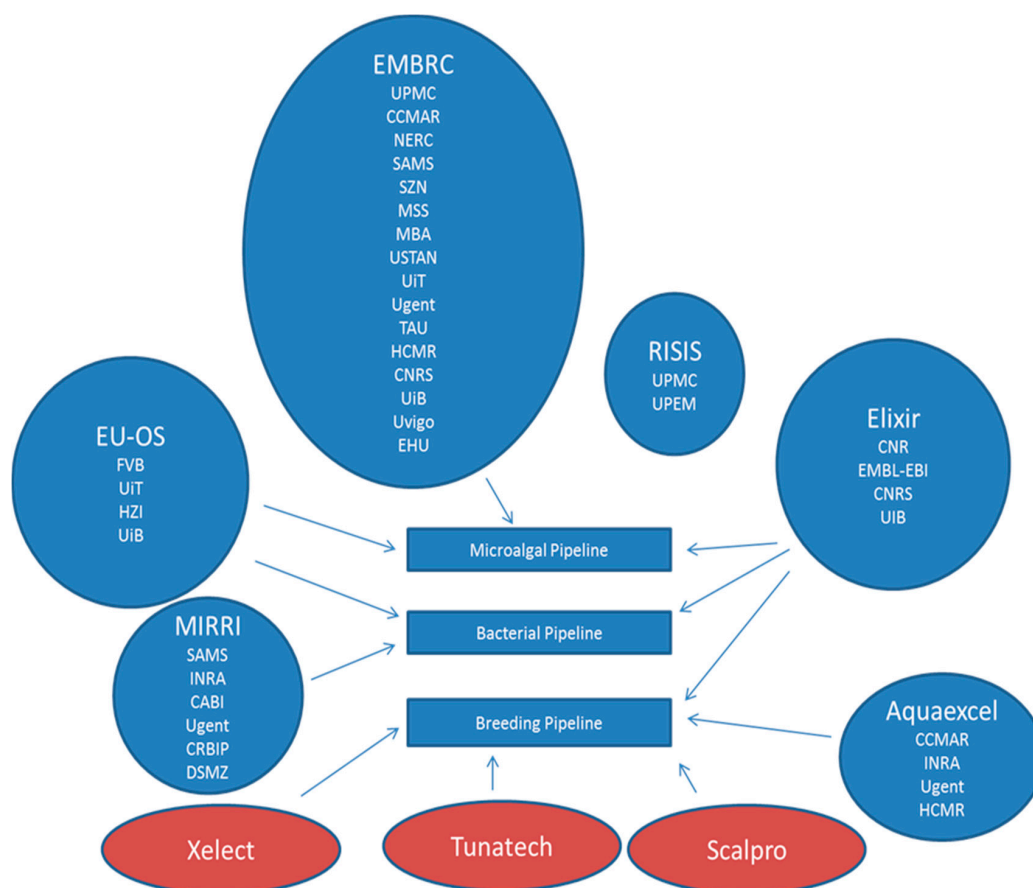 EMBRC
UPMC
CCMAR
NERC
SAMS
SZN
MSS
MBA
USTAN
UiT
Ugent
TAU
HCMR
CNRS
UiB
Uvigo
EHU
RISIS
UPMC
UPEM
Elixir
CNR
EMBL-EBI
CNRS
UIB
EU-OS
FVB
UiT
HZI
UiB
Microalgal Pipeline
Bacterial Pipeline
Breeding Pipeline
MIRRI
SAMS
INRA
CABI
Ugent
CRBIP
DSMZ
Aquaexcel
CCMAR
INRA
Ugent
HCMR
Xelect
Tunatech
Scalpro